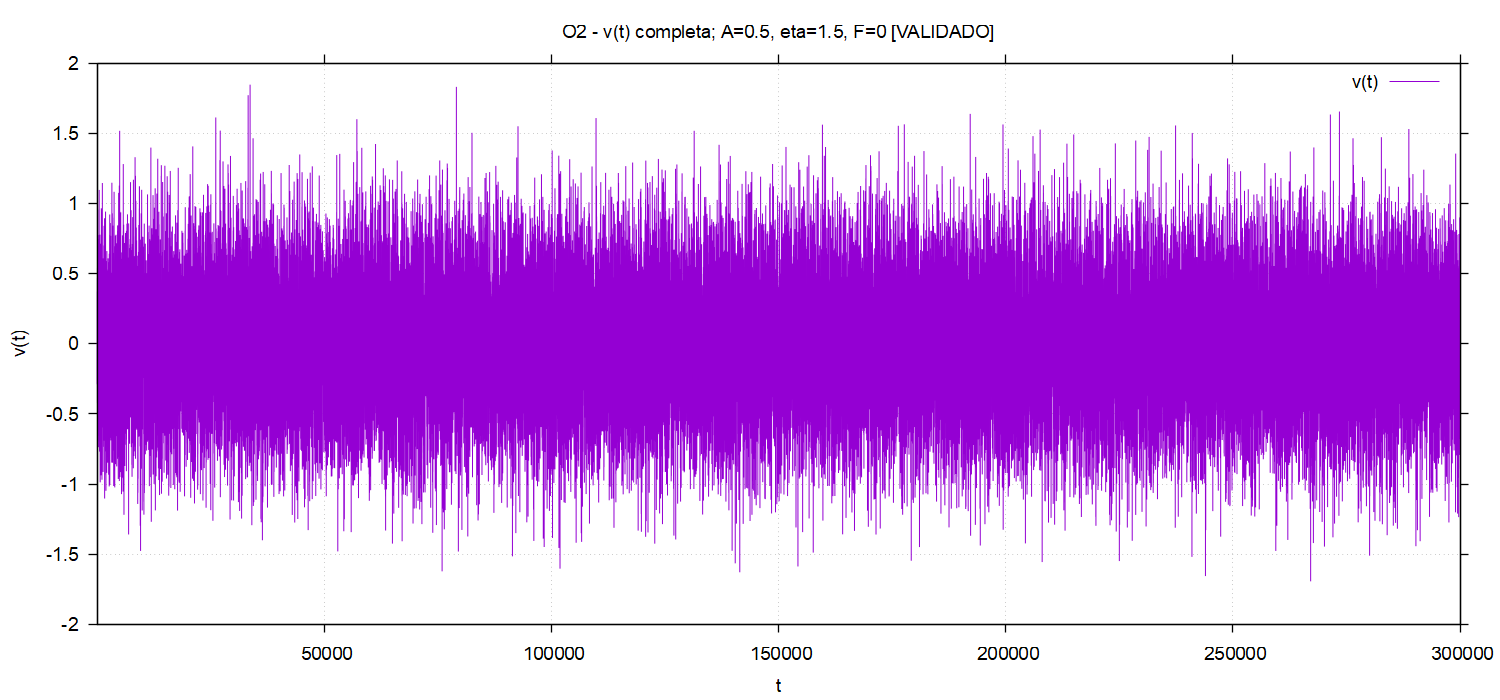 O2 - v(t) completa; A=0.5, eta=1.5, F=0 [VALIDADO]
v(t)
2
1.5
1
0.5
0
-0.5
-1
-1.5
-2
v(t)
50000 100000 150000 200000 250000 300000
t